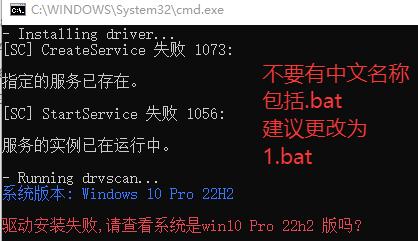 C:\WINDOWS\System32\cmd.exe
- Installing driver...
[SC] CreateService 失败 1073:
指定的服务已存在。
[SC] StartService 失败 1056:
服务的实例已在运行中。
- Running drvscan...
系统版本: Windows 10 Pro 22H2
驱动安装失败,请查看系统是win10 Pro 22h2 版吗?
不要有中文名称
包括.bat
建议更改为
1.bat